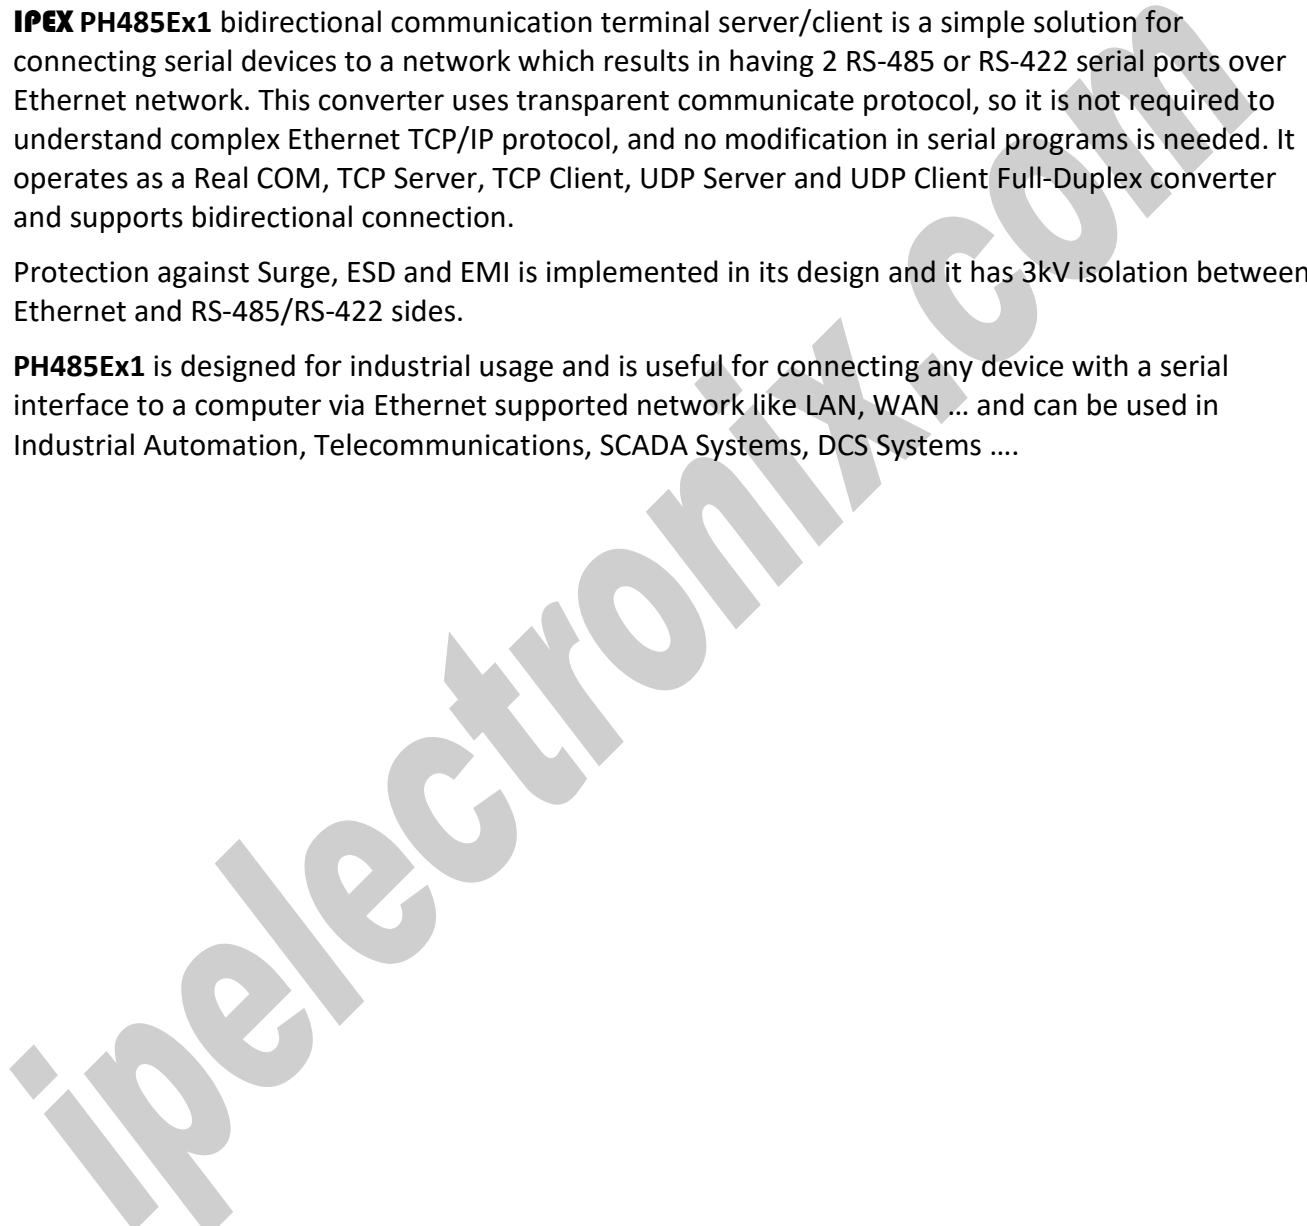 IPEX PH485Ex1 bidirectional communication terminal server/client is a simple solution for
connecting serial devices to a network which results in having 2 RS-485 or RS-422 serial ports over
Ethernet network. This converter uses transparent communicate protocol, so it is not required to
understand complex Ethernet TCP/IP protocol, and no modification in serial programs is needed. It
operates as a Real COM, TCP Server, TCP Client, UDP Server and UDP Client Full-Duplex converter
and supports bidirectional connection.
Protection against Surge, ESD and EMI is implemented in its design and it has 3kV isolation between
Ethernet and RS-485/RS-422 sides.
PH485Ex1 is designed for industrial usage and is useful for connecting any device with a serial
interface to a computer via Ethernet supported network like LAN, WAN … and can be used in
Industrial Automation, Telecommunications, SCADA Systems, DCS Systems ….
ipelectronix.com